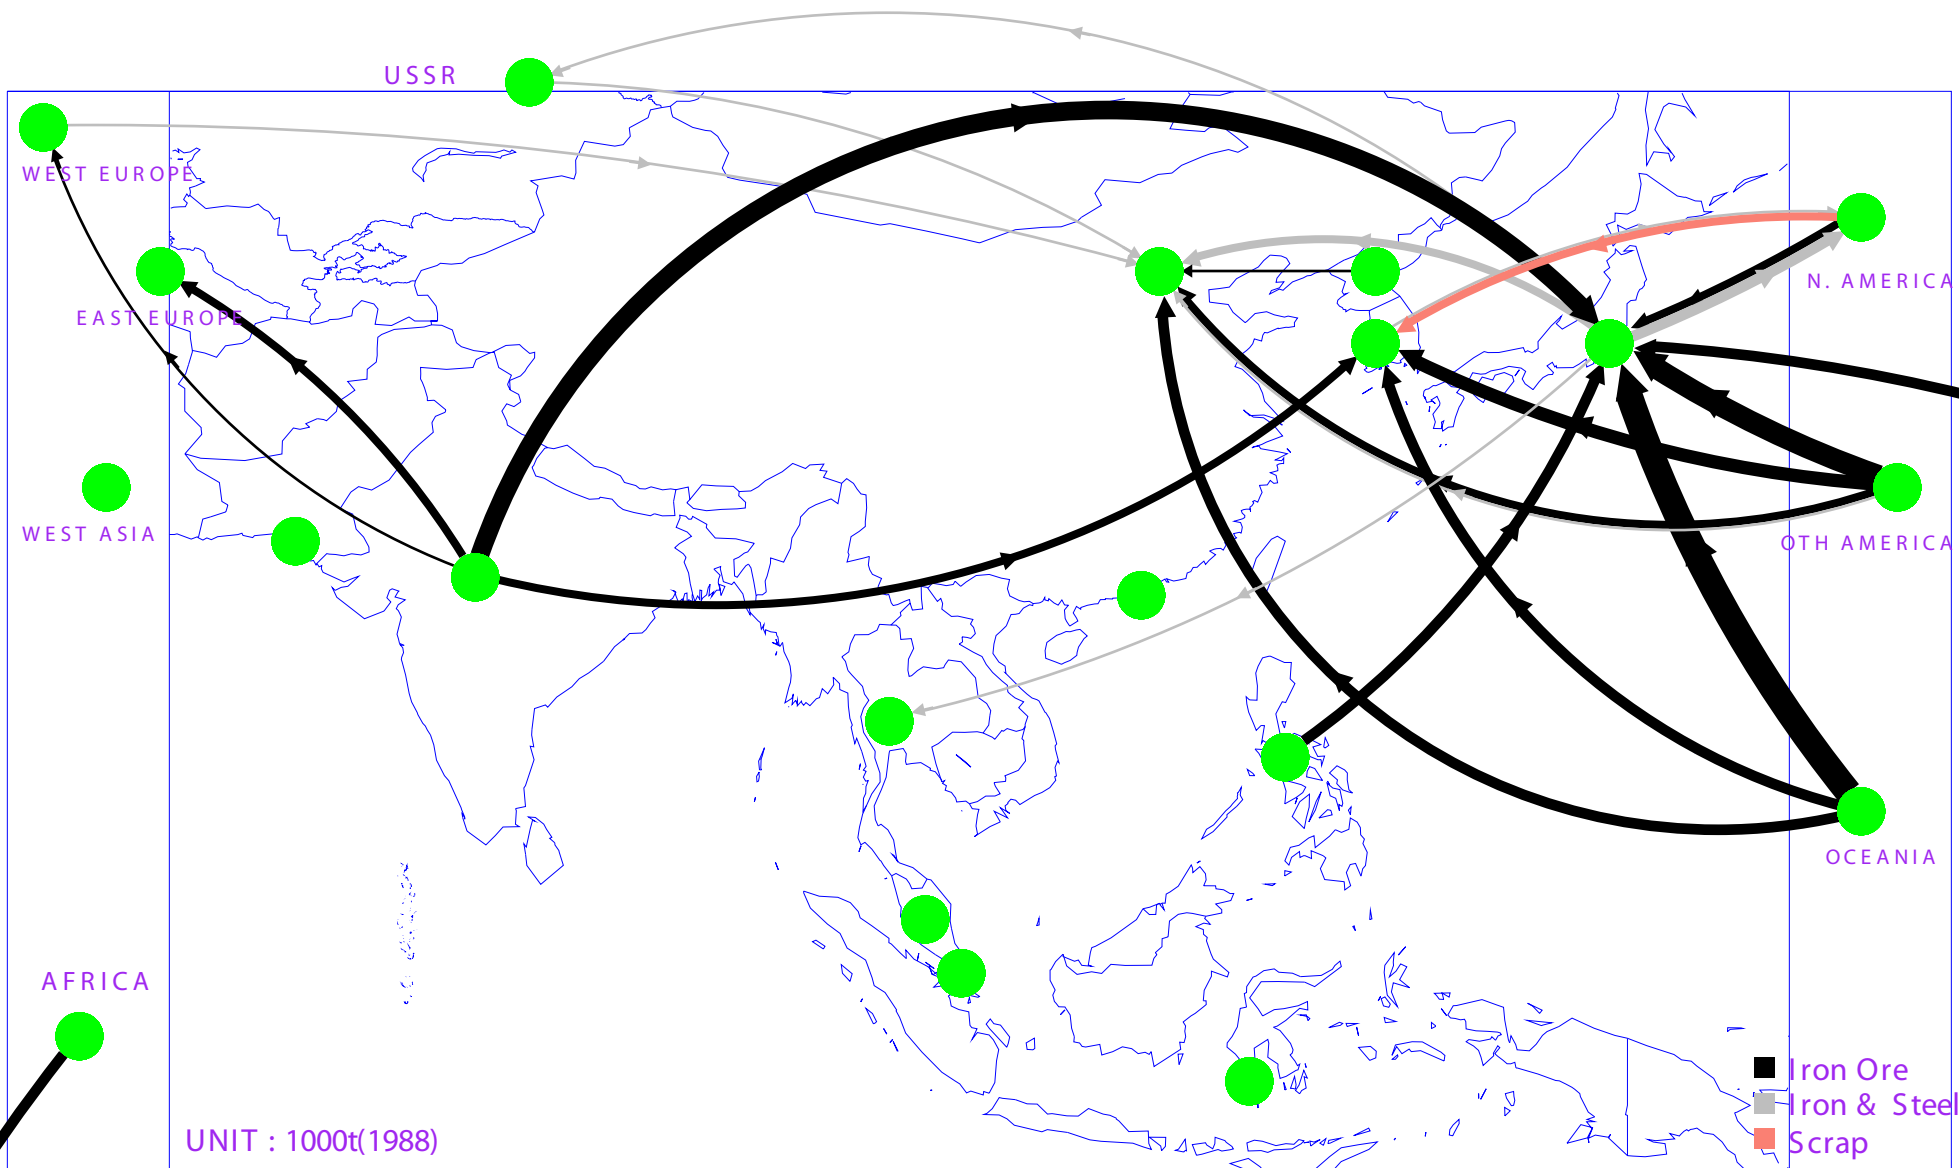 USSR
WEST EUROPE
N. AMERICA
EAST EUROPE
WEST ASIA
OTH AMERICA
OCEANIA
AFRICA
Iron Ore
Iron & Steel
Scrap
UNIT : 1000t(1988)